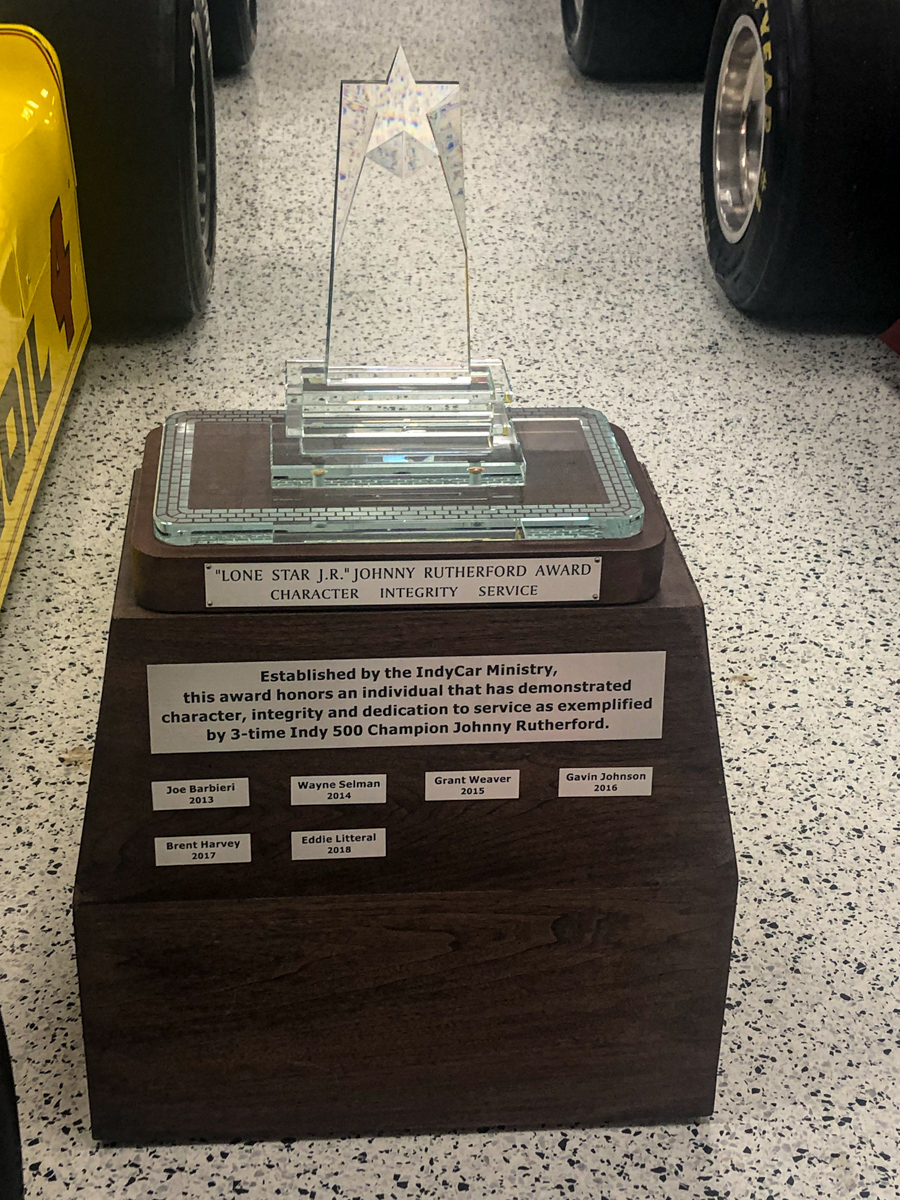 "LONE STAR J.R." JOHNNY RUTHERFORD AWARD
CHARACTER INTEGRITY SERVICE
Established by the IndyCar Ministry,
this award honors an individual that has demonstrated
character, integrity and dedication to service as exemplified
by 3-time Indy 500 Champion Johnny Rutherford.
Joe Barbieri
2013
Wayne Selman
2014
Grant Weaver
2015
Gavin Johnson
2016
Brent Harvey
2017
Eddie Litteral
2018
OIL
4